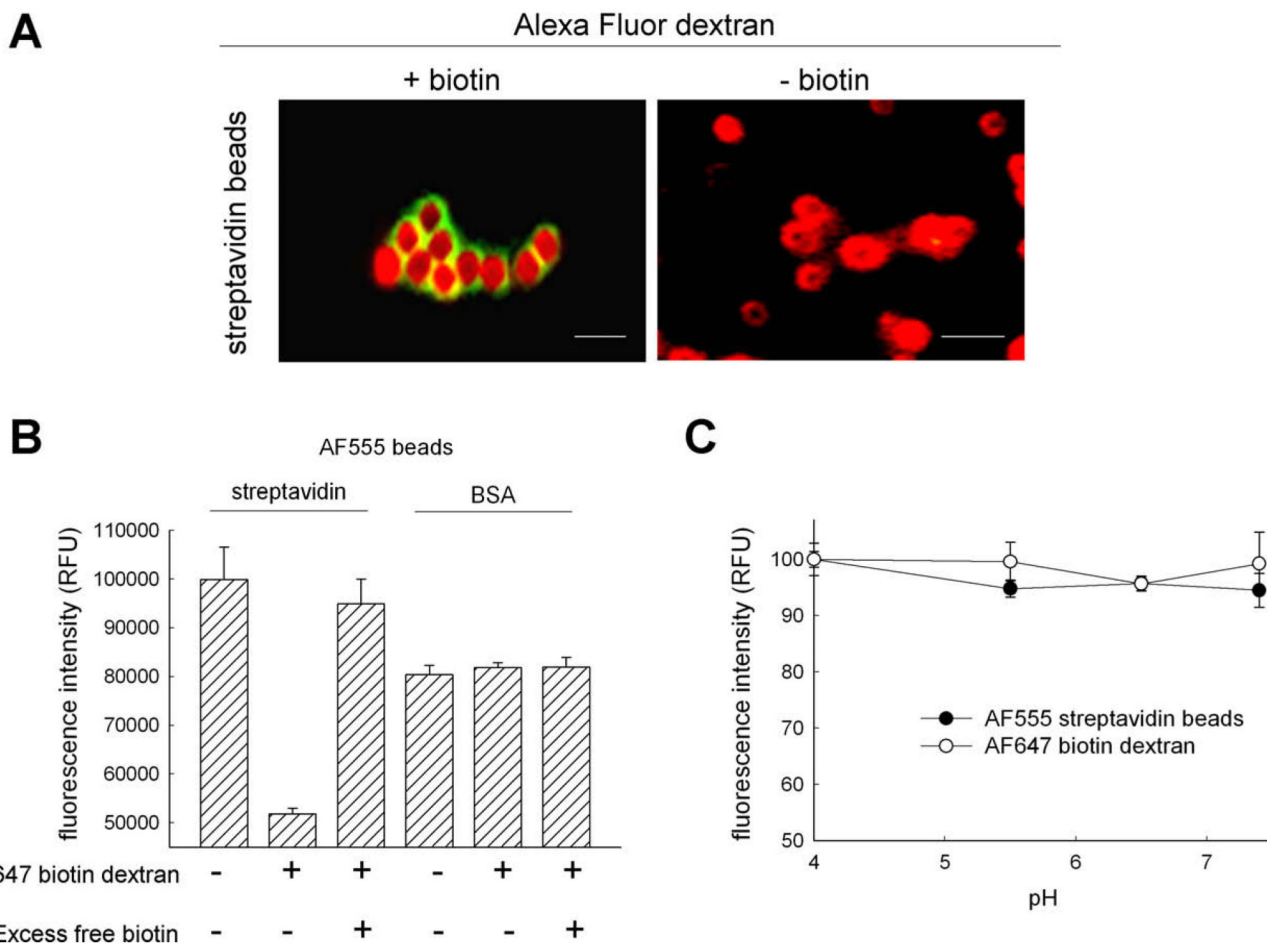 A
Alexa Fluor dextran
+ biotin
- biotin
streptavidin beads
B
AF555 beads
streptavidin
BSA
fluorescence intensity (RFU)
110000
100000
90000
80000
70000
60000
50000
647 biotin dextran - + + - + +
Excess free biotin - - + - - +
C
fluorescence intensity (RFU)
100
90
80
70
60
50
AF555 streptavidin beads
AF647 biotin dextran
4 5 6 7
pH